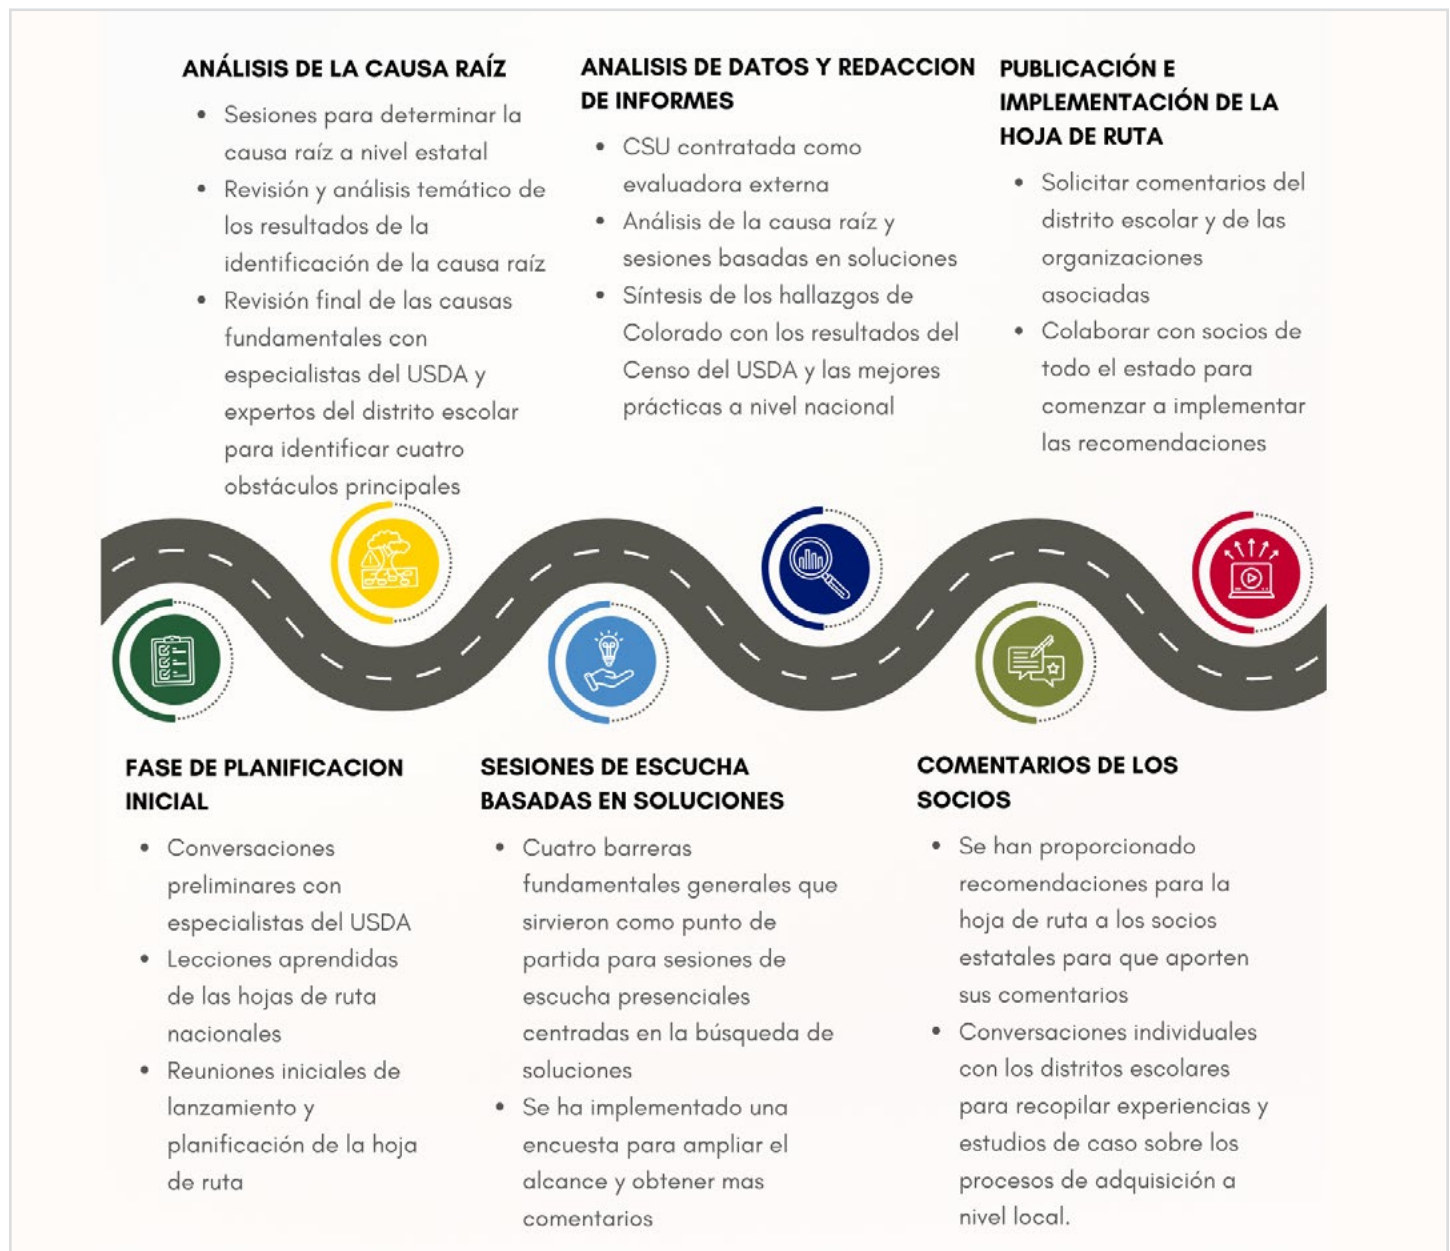 ANÁLISIS DE LA CAUSA RAÍZ
• Sesiones para determinar la
causa raíz a nivel estatal
• Revisión y análisis temático de
los resultados de la
identificación de la causa raíz
• Revisión final de las causas
fundamentales con
especialistas del USDA y
expertos del distrito escolar
para identificar cuatro
obstáculos principales
ANALISIS DE DATOS Y REDACCION
DE INFORMES
• CSU contratada como
evaluadora externa
• Análisis de la causa raíz y
sesiones basadas en soluciones
• Síntesis de los hallazgos de
Colorado con los resultados del
Censo del USDA y las mejores
prácticas a nivel nacional
PUBLICACIÓN E
IMPLEMENTACIÓN DE LA
HOJA DE RUTA
• Solicitar comentarios del
distrito escolar y de las
organizaciones
asociadas
• Colaborar con socios de
todo el estado para
comenzar a implementar
las recomendaciones
FASE DE PLANIFICACION
INICIAL
• Conversaciones
preliminares con
especialistas del USDA
• Lecciones aprendidas
de las hojas de ruta
nacionales
• Reuniones iniciales de
lanzamiento y
planificación de la hoja
de ruta
SESIONES DE ESCUCHA
BASADAS EN SOLUCIONES
• Cuatro barreras
fundamentales generales que
sirvieron como punto de
partida para sesiones de
escucha presenciales
centradas en la búsqueda de
soluciones
• Se ha implementado una
encuesta para ampliar el
alcance y obtener mas
comentarios
COMENTARIOS DE LOS
SOCIOS
• Se han proporcionado
recomendaciones para la
hoja de ruta a los socios
estatales para que aporten
sus comentarios
• Conversaciones individuales
con los distritos escolares
para recopilar experiencias y
estudios de caso sobre los
procesos de adquisición a
nivel local.